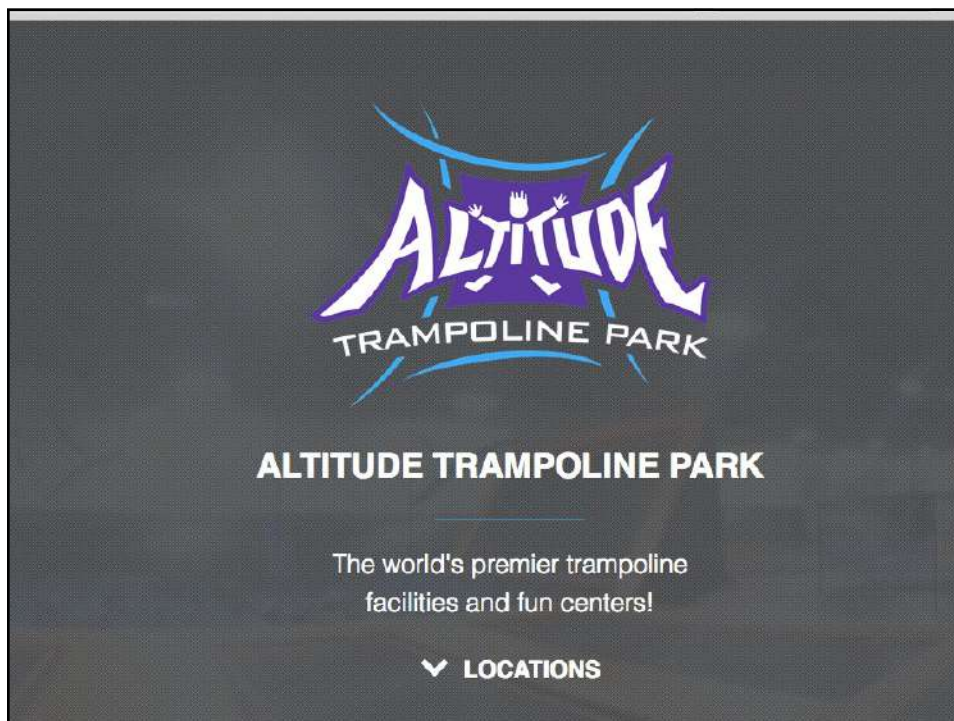 ALTITUDE
TRAMPOLINE PARK
ALTITUDE TRAMPOLINE PARK
The world's premier trampoline
facilities and fun centers!
LOCATIONS